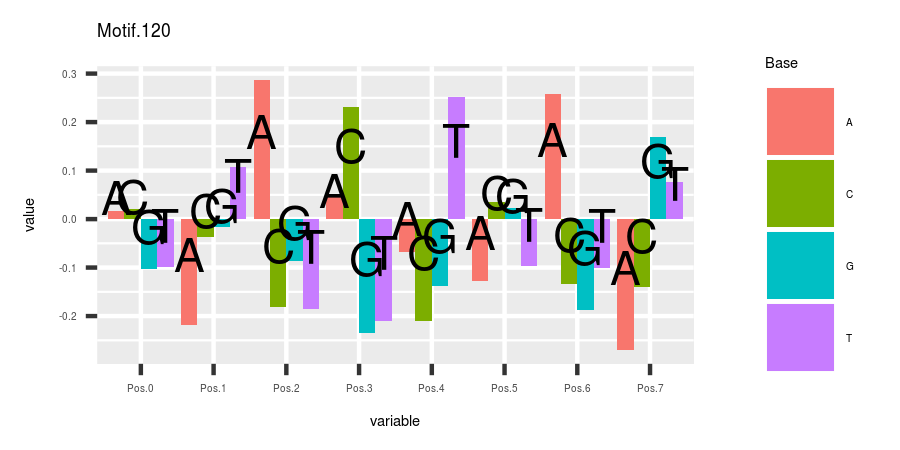 Motif.120
Base
0.3
0.2
0.1
0.0
-0.1
-0.2
value
A C G T A C G T A C G T A C G T A C G T A C G T A C G T A C G T
Pos.0 Pos.1 Pos.2 Pos.3 Pos.4 Pos.5 Pos.6 Pos.7
variable
A
C
G
T